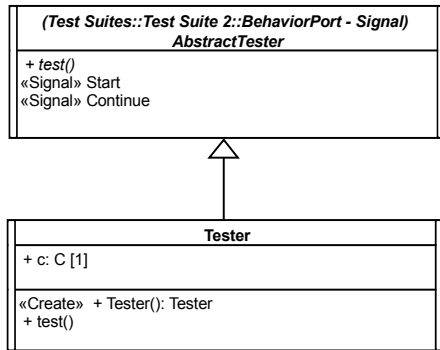 (Test Suites::Test Suite 2::BehaviorPort - Signal)
AbstractTester
+ test()
«Signal» Start
«Signal» Continue
Tester
+ c: C [1]
«Create» + Tester(): Tester
+ test()